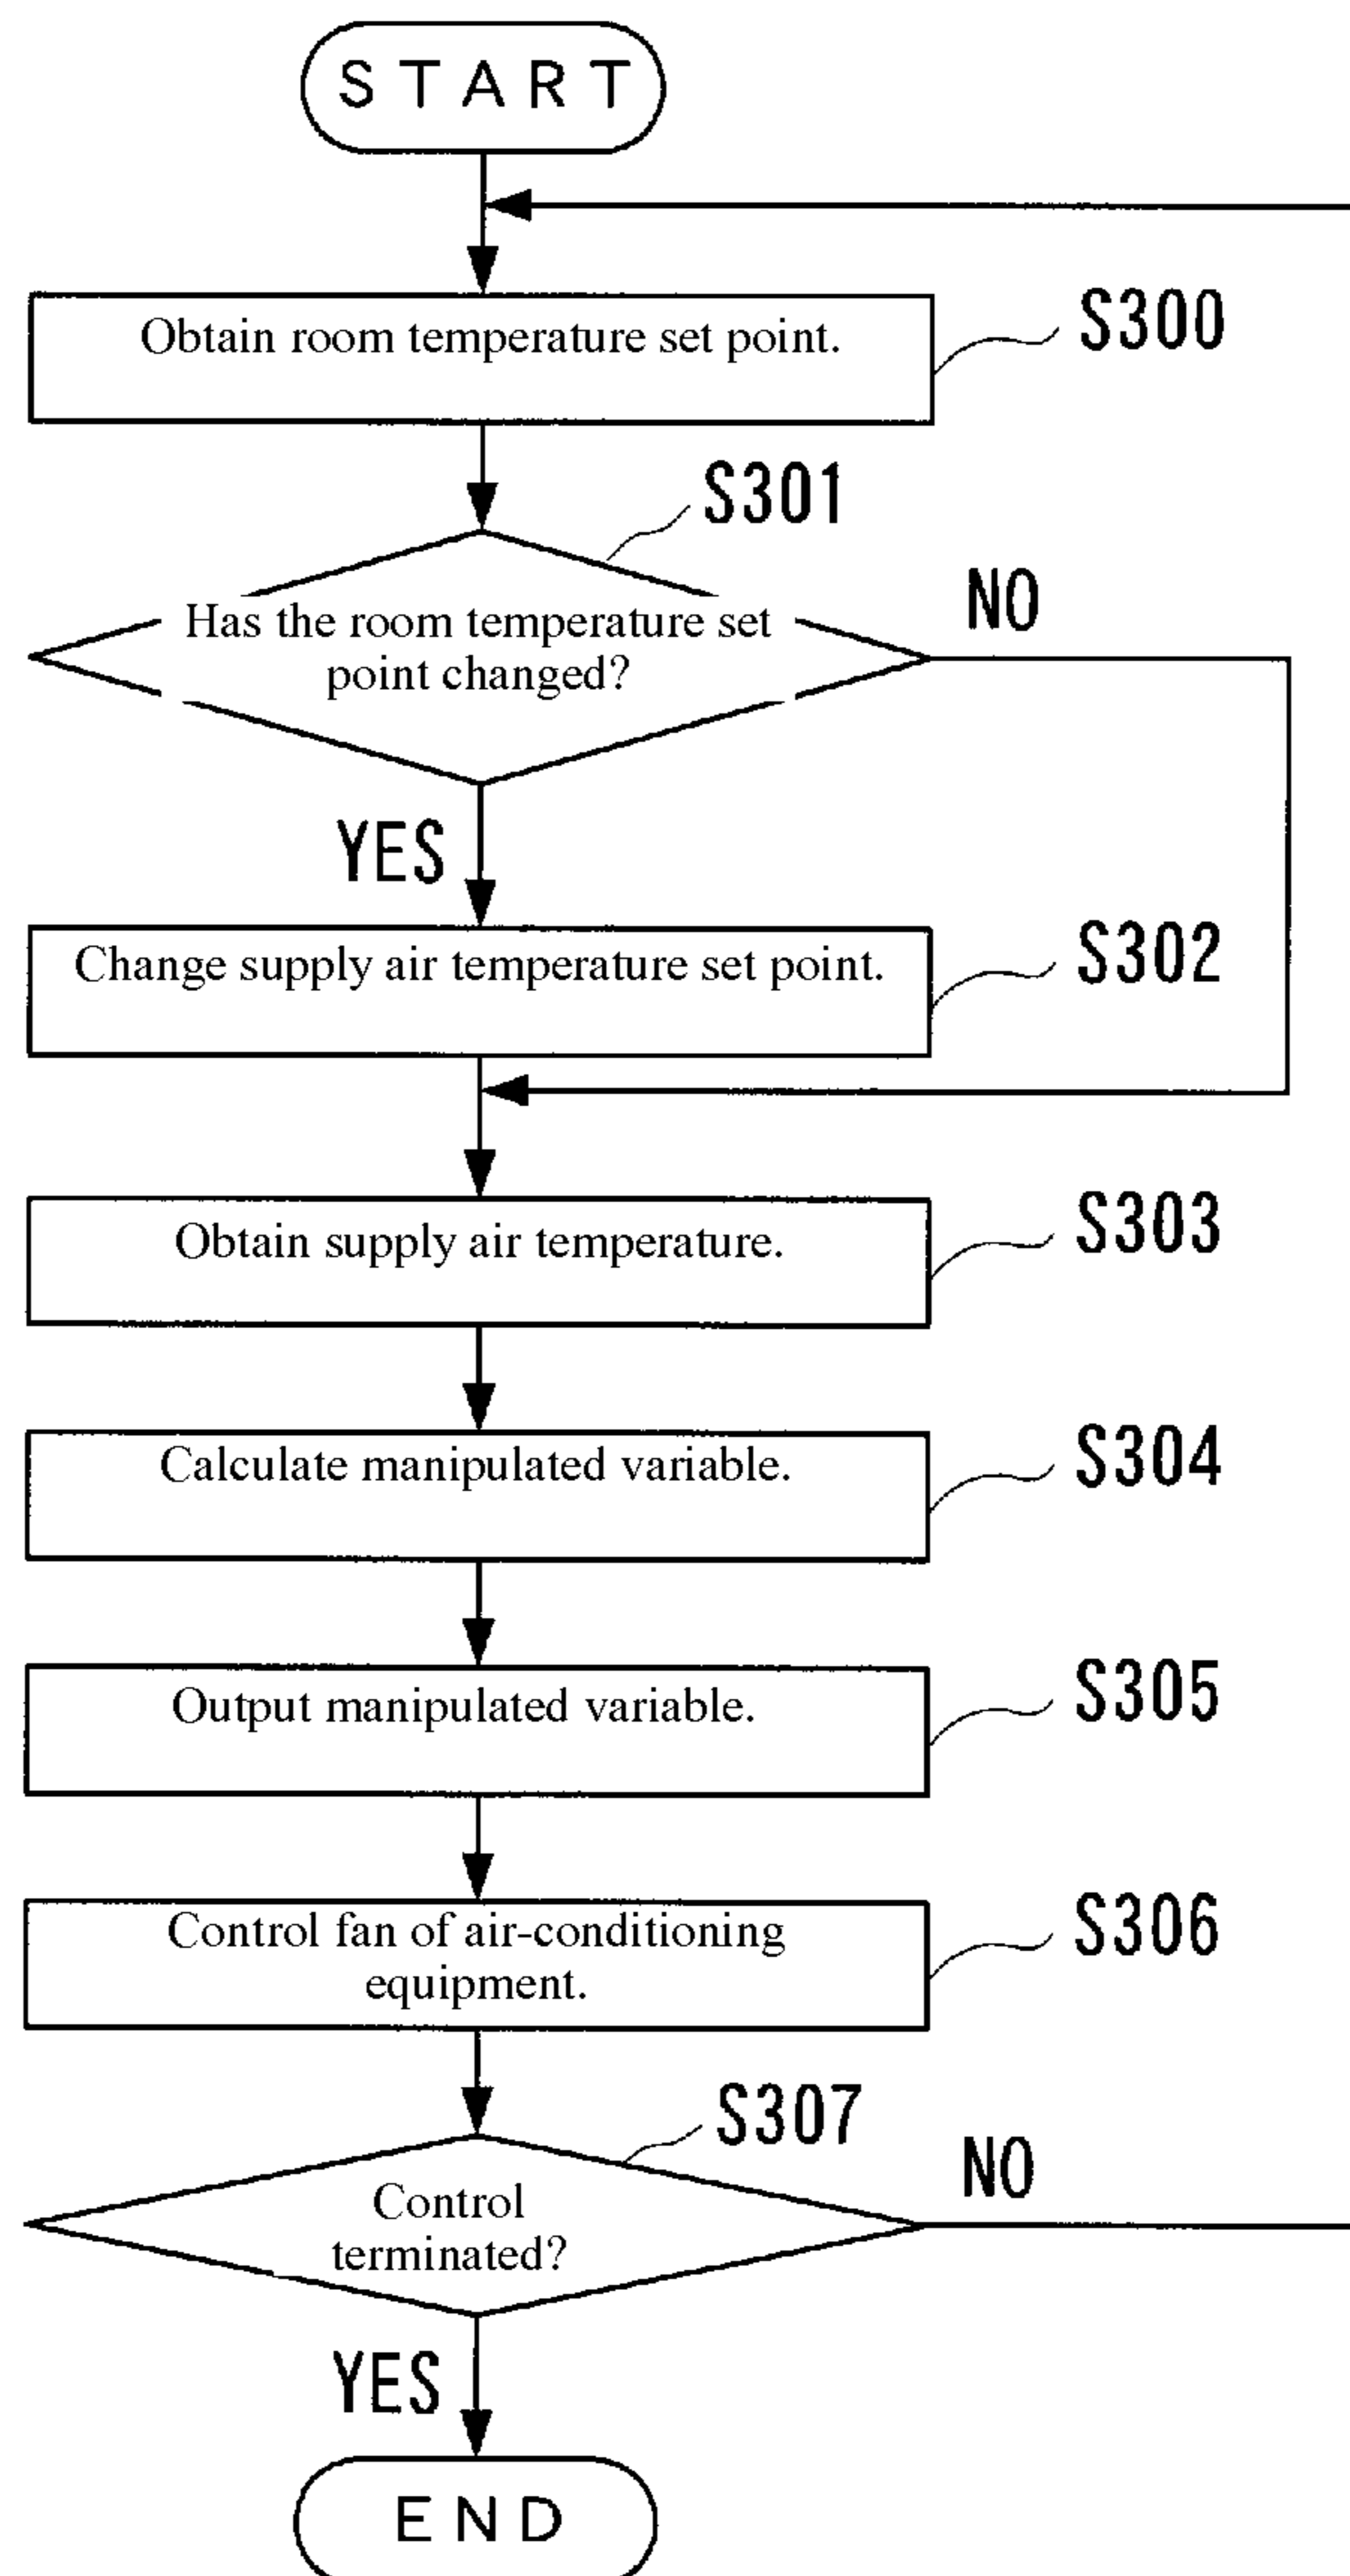 START
Obtain room temperature set point.
S300
S301
Has the room temperature set
point changed?
NO
YES
Change supply air temperature set point.
S302
Obtain supply air temperature.
S303
Calculate manipulated variable.
S304
Output manipulated variable.
S305
Control fan of air-conditioning
equipment.
S306
S307
Control
terminated?
NO
YES
END